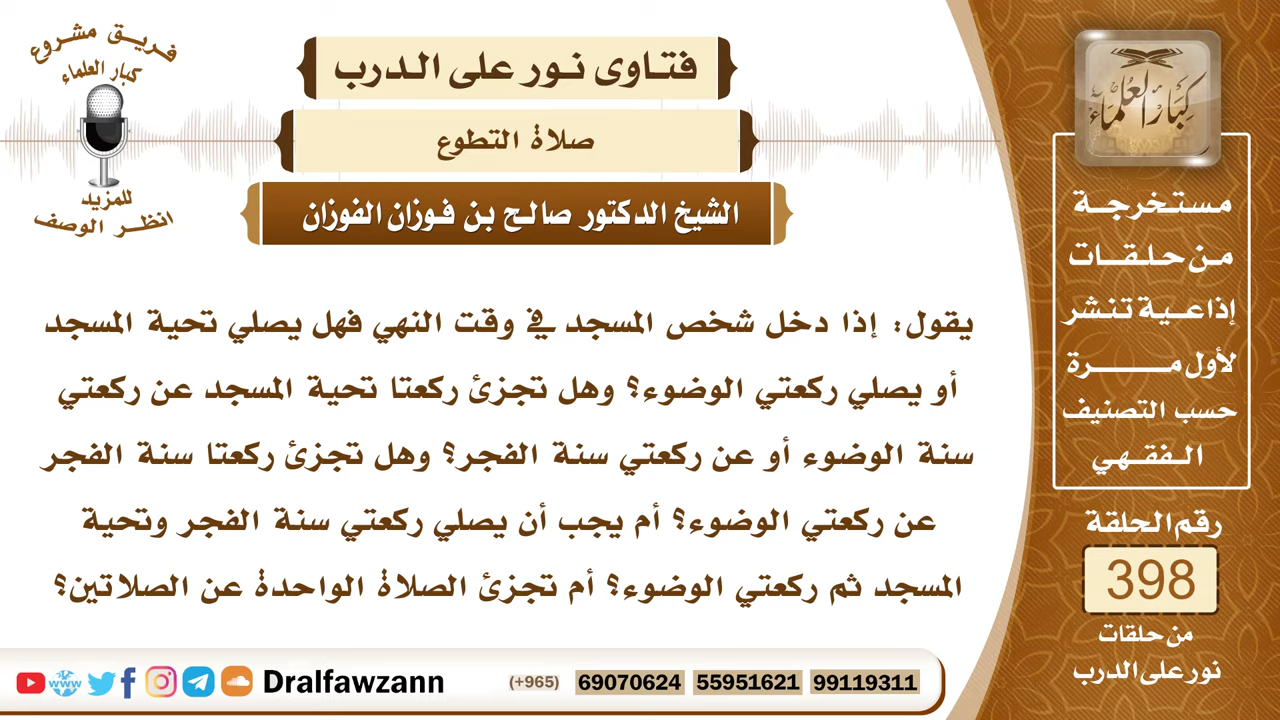 فريق مشروع
كبار العلماء
للمزيد
انظر الوصف
فتاوى نور على الدرب
صلاة التطوع
الشيخ الدكتور صالح بن فوزان الفوزان
يقول: إذا دخل شخص المسجد في وقت النهي فهل يصلي تحية المسجد
أو يصلي ركعتي الوضوء؟ وهل تجزئ ركعتا تحية المسجد عن ركعتي
سنة الوضوء أو عن ركعتي سنة الفجر؟ وهل تجزئ ركعتا سنة الفجر
عن ركعتي الوضوء؟ أم يجب أن يصلي ركعتي سنة الفجر وتحية
المسجد ثم ركعتي الوضوء؟ أم تجزئ الصلاة الواحدة عن الصلاتين؟
كبار العلماء
مستخرجة
من حلقات
إذاعية تنشر
لأول مرة
حسب التصنيف
الفقهي
رقم الحلقة
398
من حلقات
نور على الدرب
www
Dralfawzann
(+965) 69070624 55951621 99119311